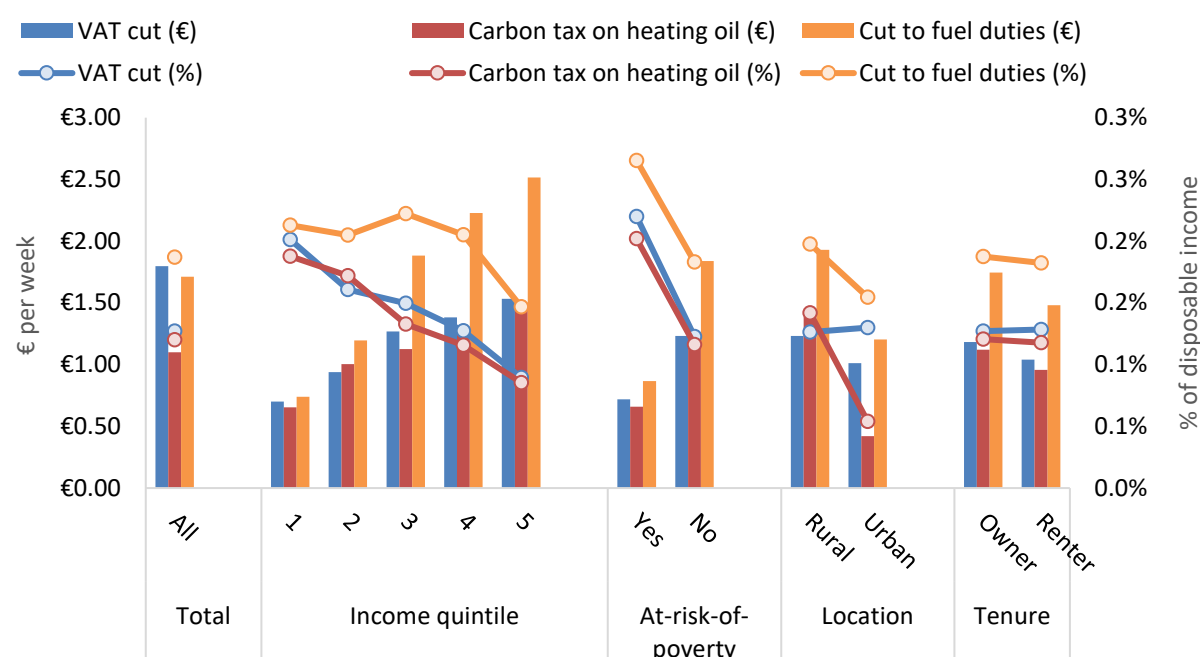 VAT cut (€) Carbon tax on heating oil (€) Cut to fuel duties (€)
VAT cut (%) Carbon tax on heating oil (%) Cut to fuel duties (%)
€3.00 0.3%
€2.50 0.3%
€2.00 0.2%
€1.50 0.2%
€1.00 0.1%
€0.50 0.1%
€0.00 0.0%
€ per week
% of disposable income
All 1 2 3 4 5 Yes No Rural Urban Owner Renter
Total Income quintile At-risk-of- Location Tenure
poverty